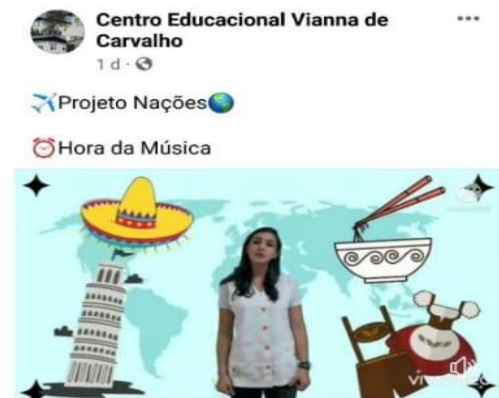 Centro Educacional Vianna de
Carvalho
1 d ·
✈️Projeto Nações🌎
⏰Hora da Música